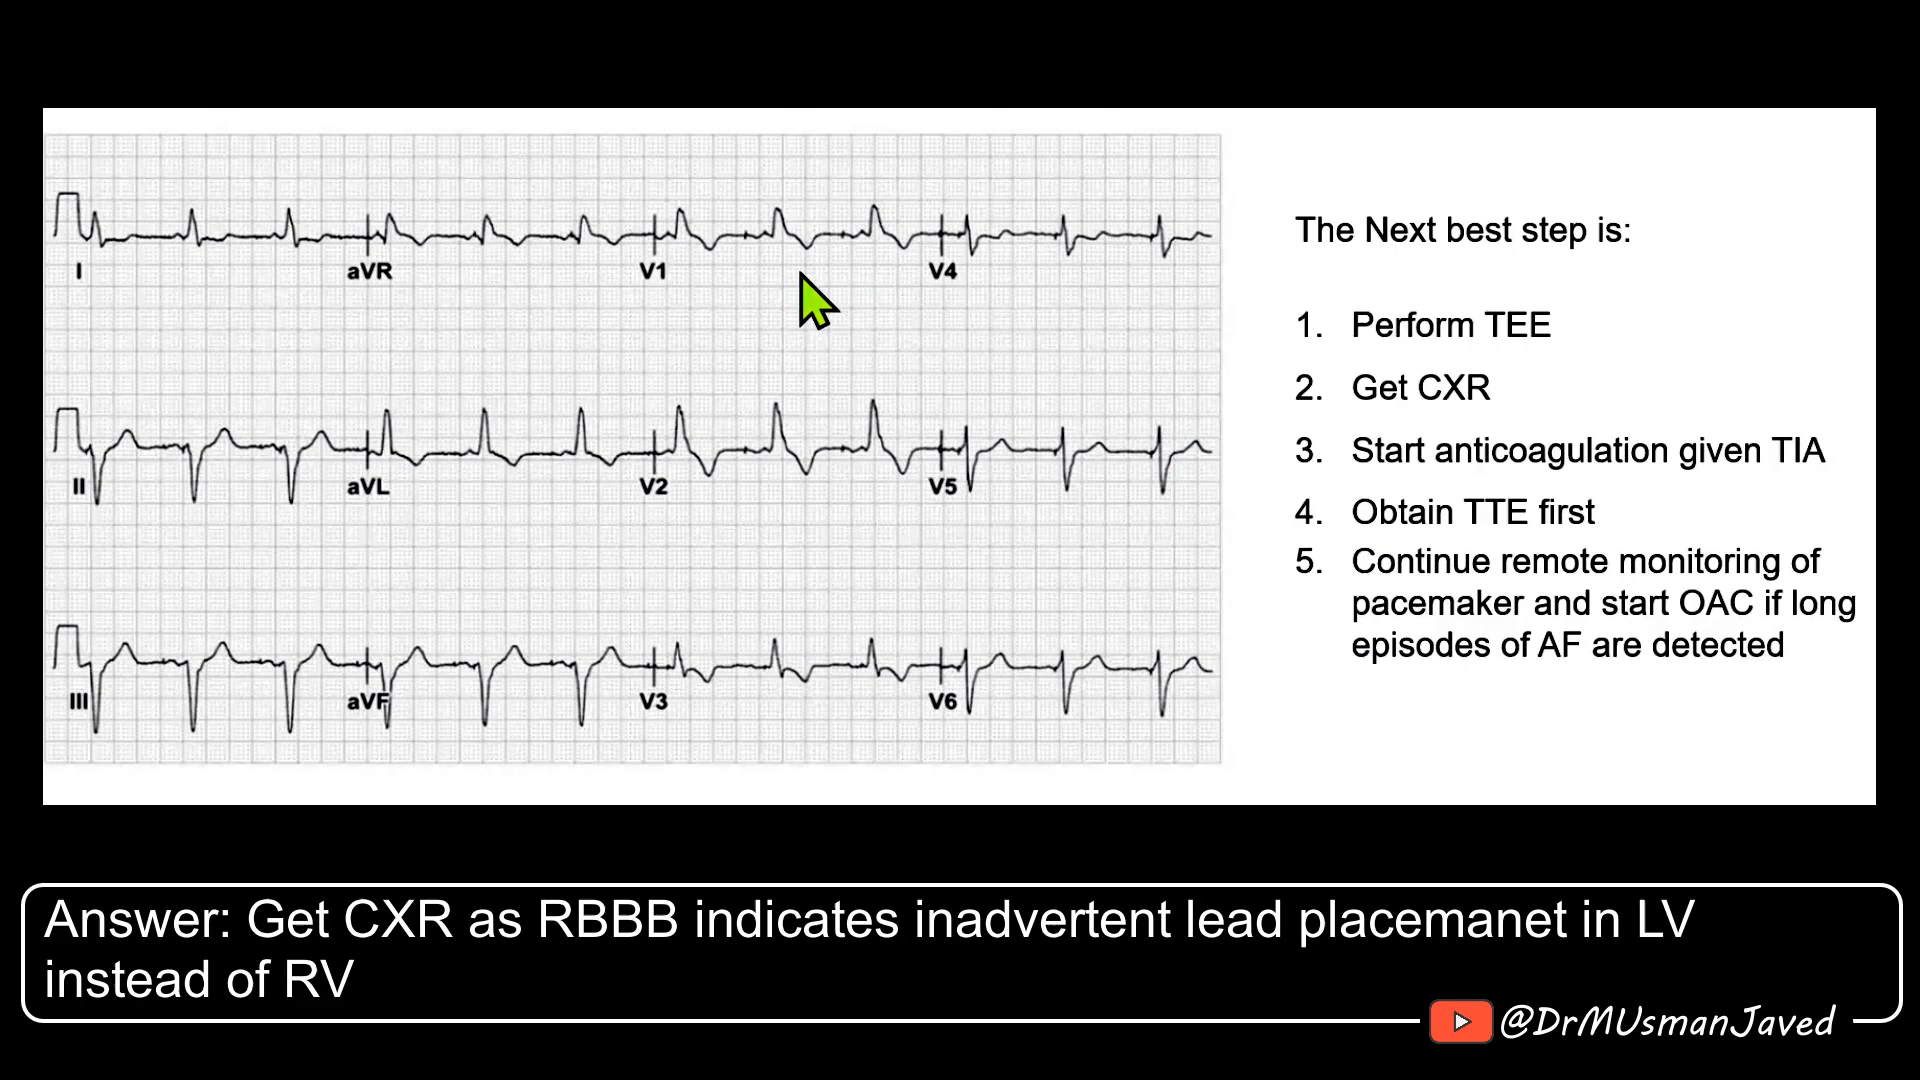 I
aVR
V1
V4
II
aVL
V2
V5
III
aVF
V3
V6
The Next best step is:
1. Perform TEE
2. Get CXR
3. Start anticoagulation given TIA
4. Obtain TTE first
5. Continue remote monitoring of
pacemaker and start OAC if long
episodes of AF are detected
Answer: Get CXR as RBBB indicates inadvertent lead placemanet in LV
instead of RV
@DrMUsmanJaved